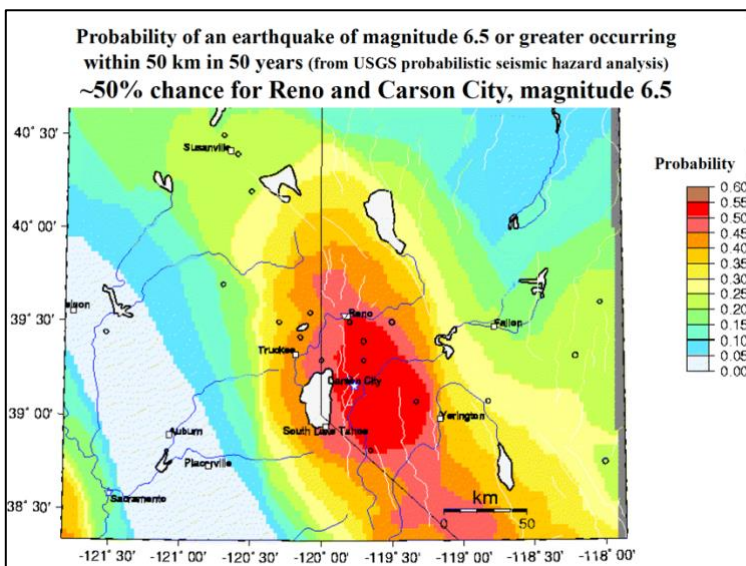 Probability of an earthquake of magnitude 6.5 or greater occurring
within 50 km in 50 years (from USGS probabilistic seismic hazard analysis)
~50% chance for Reno and Carson City, magnitude 6.5
40° 30'
Susanville
Probability
0.60
0.55
0.50
0.45
0.40
0.35
0.30
0.25
0.20
0.15
0.10
0.05
0.00
40° 00'
39° 30'
Reno
Fallon
Truckee
Carson City
39° 00'
Yerington
Auburn
South Lake Tahoe
Placerville
Sacramento
38° 30'
km
0 50
-121° 30' -121° 00' -120° 30' -120° 00' -119° 30' -119° 00' -118° 30' -118° 00'